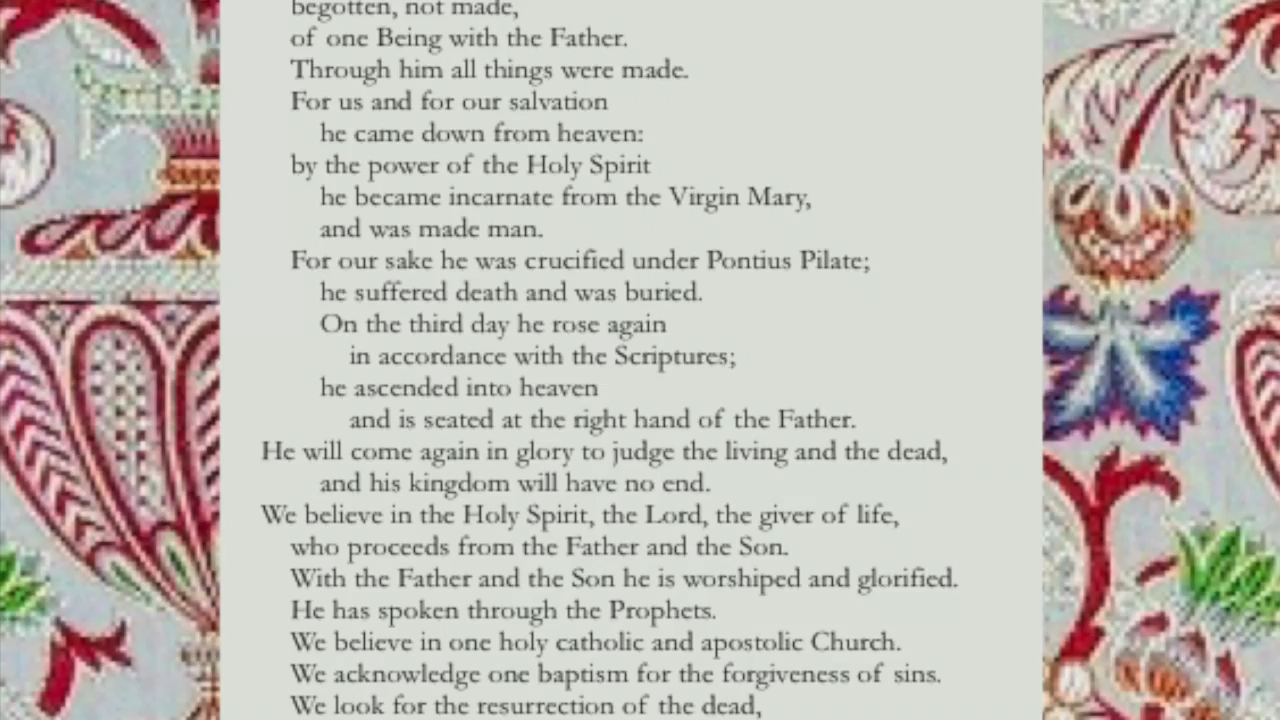 begotten, not made,
of one Being with the Father.
Through him all things were made.
For us and for our salvation
he came down from heaven:
by the power of the Holy Spirit
he became incarnate from the Virgin Mary,
and was made man.
For our sake he was crucified under Pontius Pilate;
he suffered death and was buried.
On the third day he rose again
in accordance with the Scriptures;
he ascended into heaven
and is seated at the right hand of the Father.
He will come again in glory to judge the living and the dead,
and his kingdom will have no end.
We believe in the Holy Spirit, the Lord, the giver of life,
who proceeds from the Father and the Son.
With the Father and the Son he is worshiped and glorified.
He has spoken through the Prophets.
We believe in one holy catholic and apostolic Church.
We acknowledge one baptism for the forgiveness of sins.
We look for the resurrection of the dead,